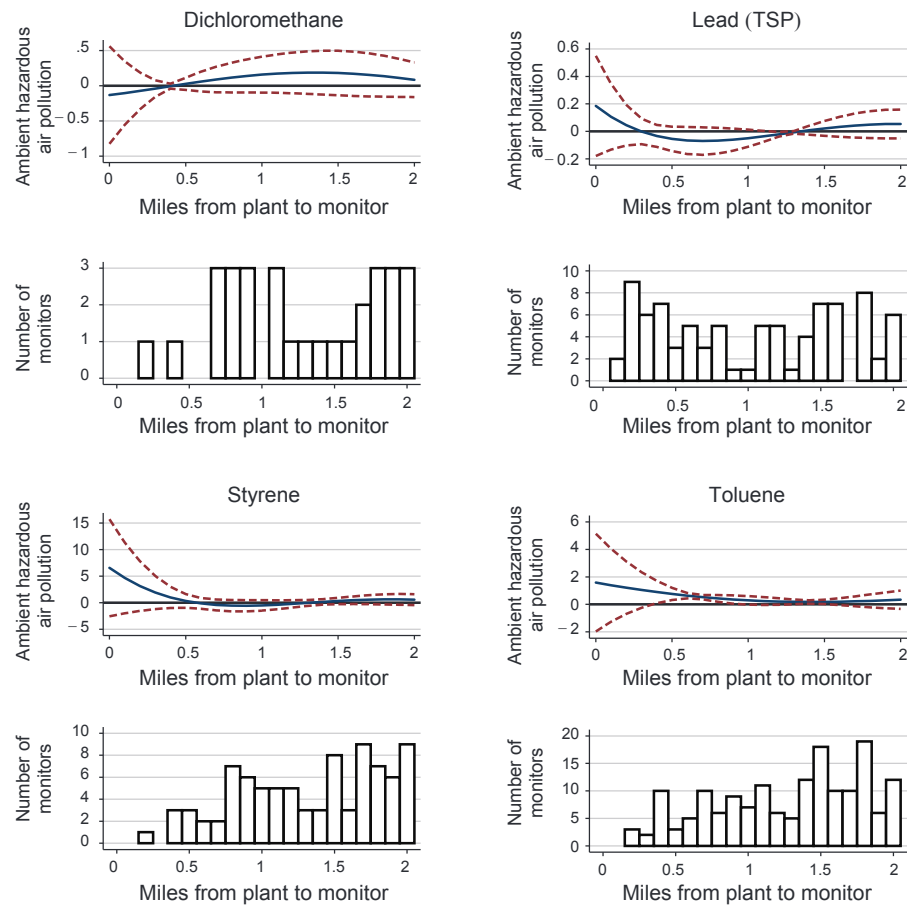 Dichloromethane
Ambient hazardous
air pollution
.5
0
−0.5
−1
0
0.5
1
1.5
2
Miles from plant to monitor
Lead (TSP)
Ambient hazardous
air pollution
0.6
0.4
0.2
0
−0.2
0
0.5
1
1.5
2
Miles from plant to monitor
Number of
monitors
3
2
1
0
0
0.5
1
1.5
2
Miles from plant to monitor
Number of
monitors
10
8
6
4
2
0
0
0.5
1
1.5
2
Miles from plant to monitor
Styrene
Ambient hazardous
air pollution
15
10
5
0
−5
0
0.5
1
1.5
2
Miles from plant to monitor
Toluene
Ambient hazardous
air pollution
6
4
2
0
−2
0
0.5
1
1.5
2
Miles from plant to monitor
Number of
monitors
10
8
6
4
2
0
0
0.5
1
1.5
2
Miles from plant to monitor
Number of
monitors
20
15
10
5
0
0
0.5
1
1.5
2
Miles from plant to monitor